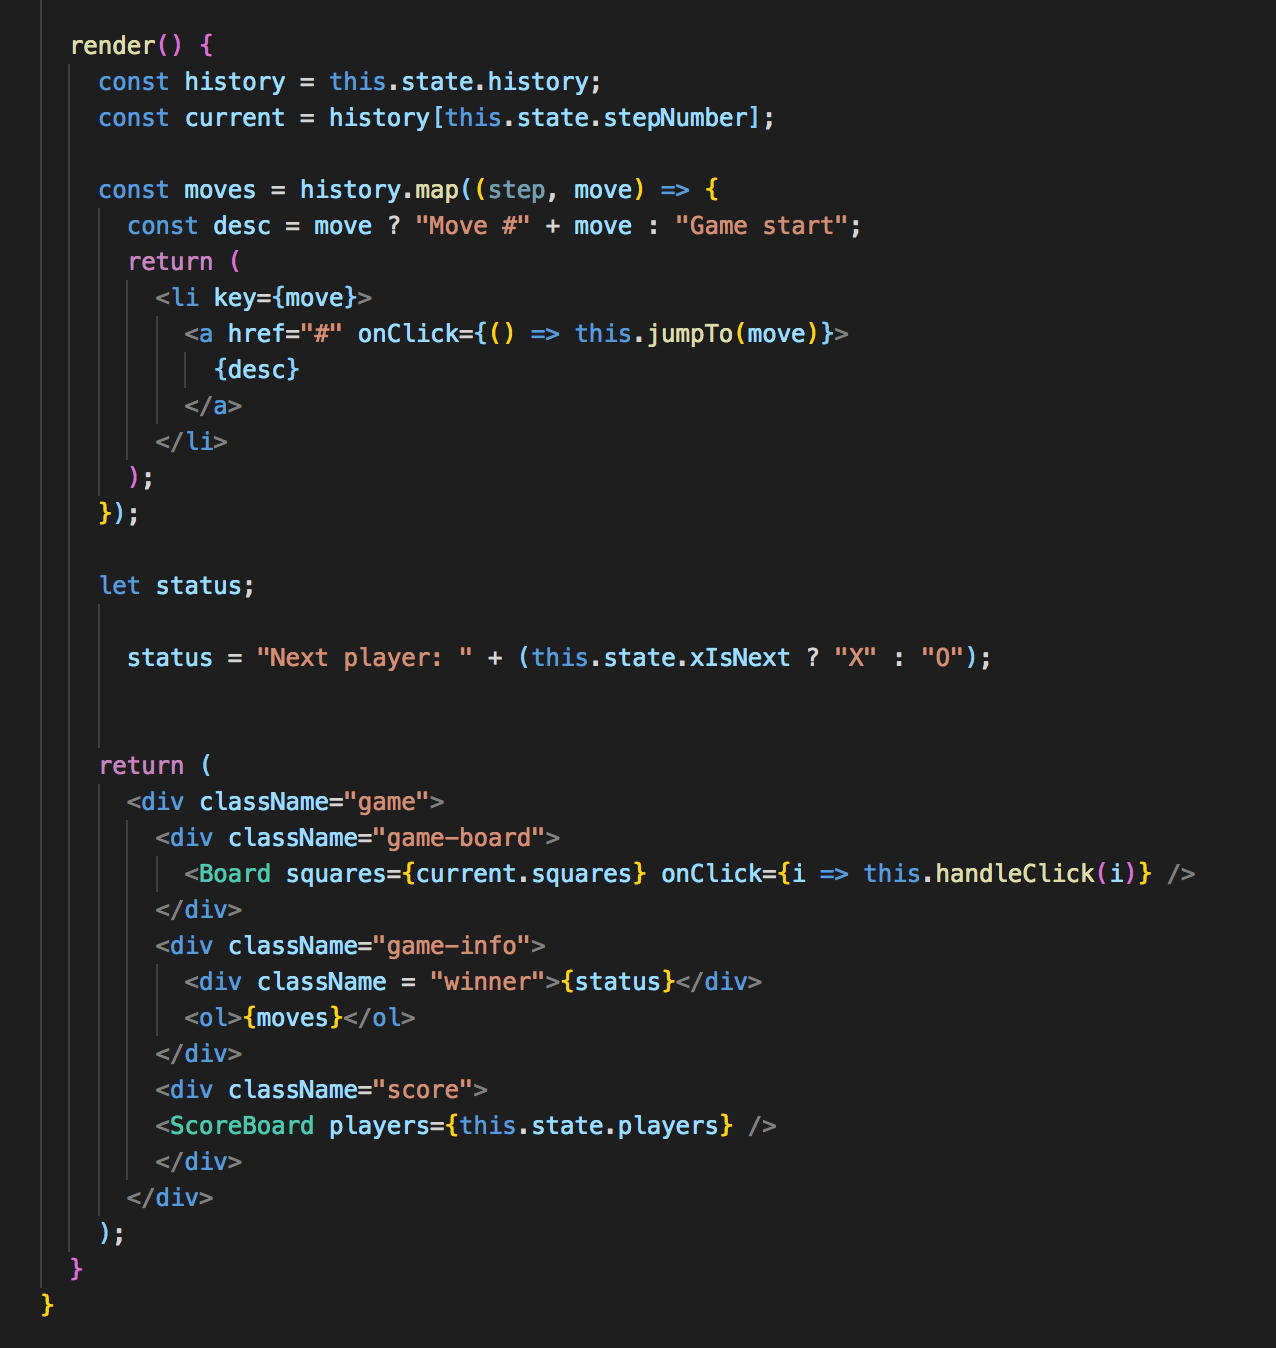 render() {
const history = this.state.history;
const current = history[this.state.stepNumber];
const moves = history.map((step, move) => {
const desc = move ? "Move #" + move : "Game start";
return (
<li key={move}>
<a href="#" onClick={() => this.jumpTo(move)}>
{desc}
</a>
</li>
);
});
let status;
status = "Next player: " + (this.state.xIsNext ? "X" : "O");
return (
<div className="game">
<div className="game-board">
<Board squares={current.squares} onClick={i => this.handleClick(i)} />
</div>
<div className="game-info">
<div className = "winner">{status}</div>
<ol>{moves}</ol>
</div>
<div className="score">
<ScoreBoard players={this.state.players} />
</div>
</div>
);
}
}